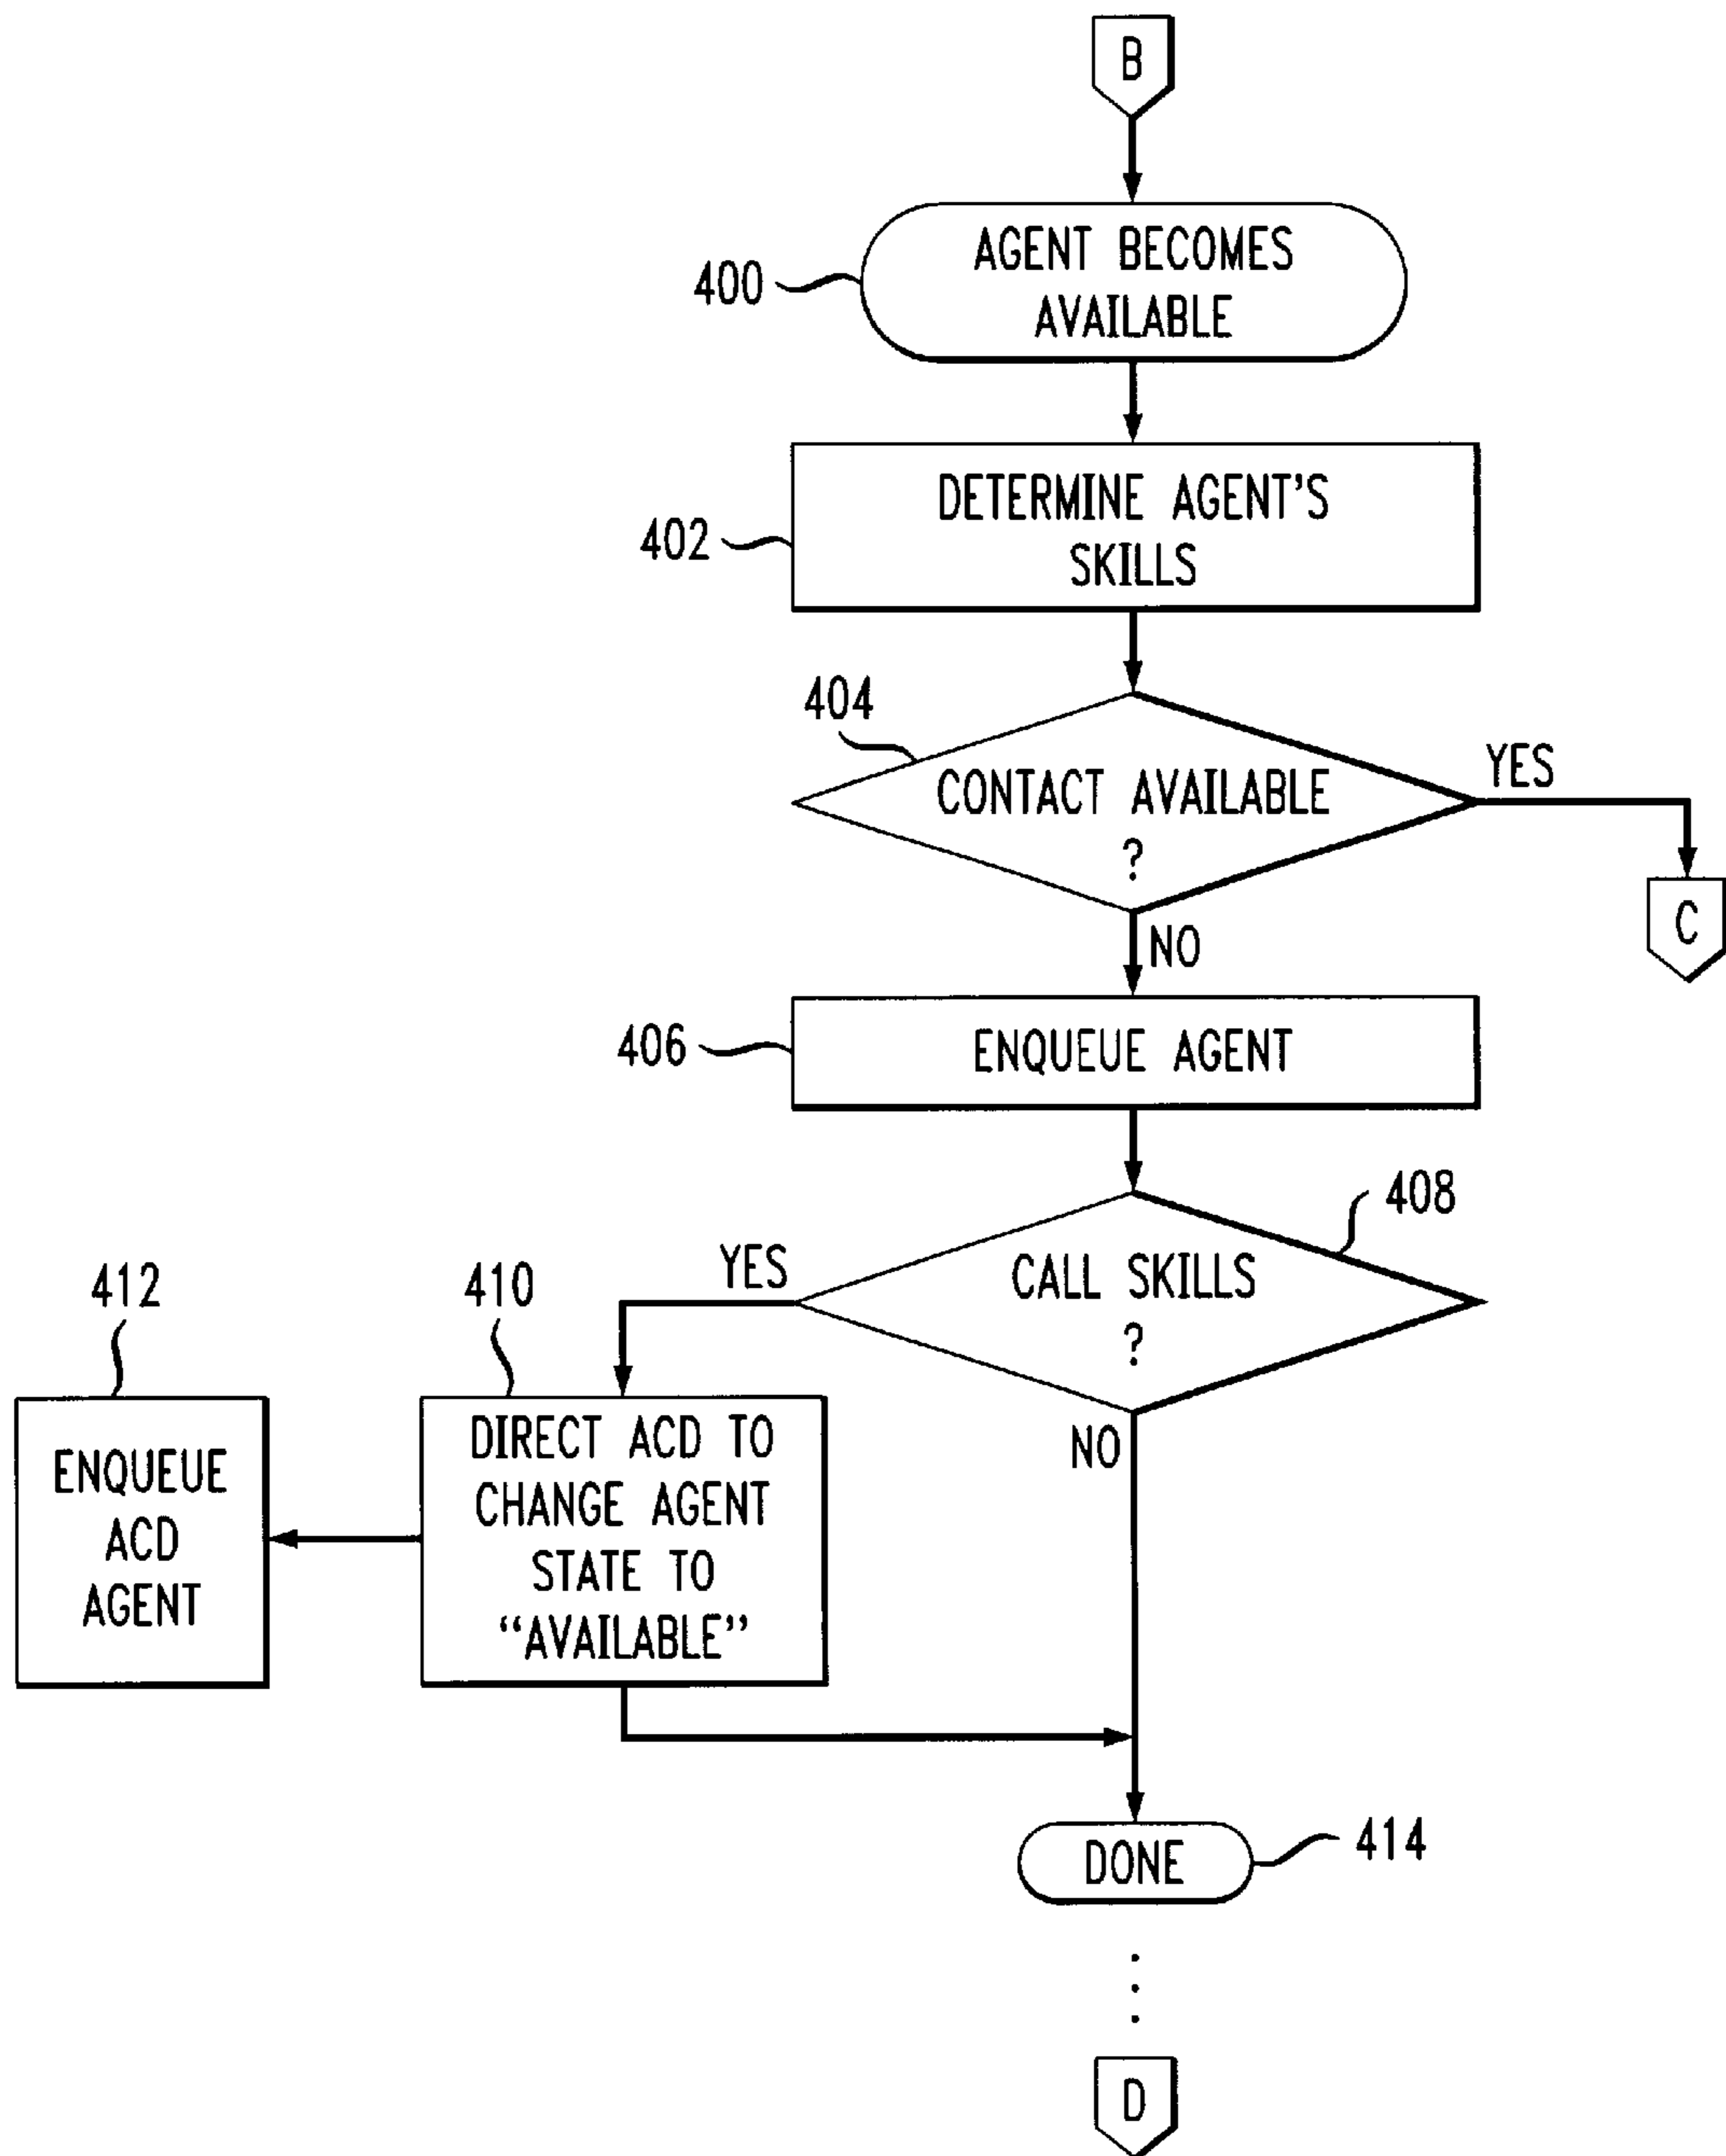 B
AGENT BECOMES
AVAILABLE
400
DETERMINE AGENT'S
SKILLS
402
404
CONTACT AVAILABLE
?
YES
C
NO
406
ENQUEUE AGENT
408
CALL SKILLS
?
YES
412
410
ENQUEUE
ACD
AGENT
DIRECT ACD TO
CHANGE AGENT
STATE TO
“AVAILABLE”
NO
DONE
414
D